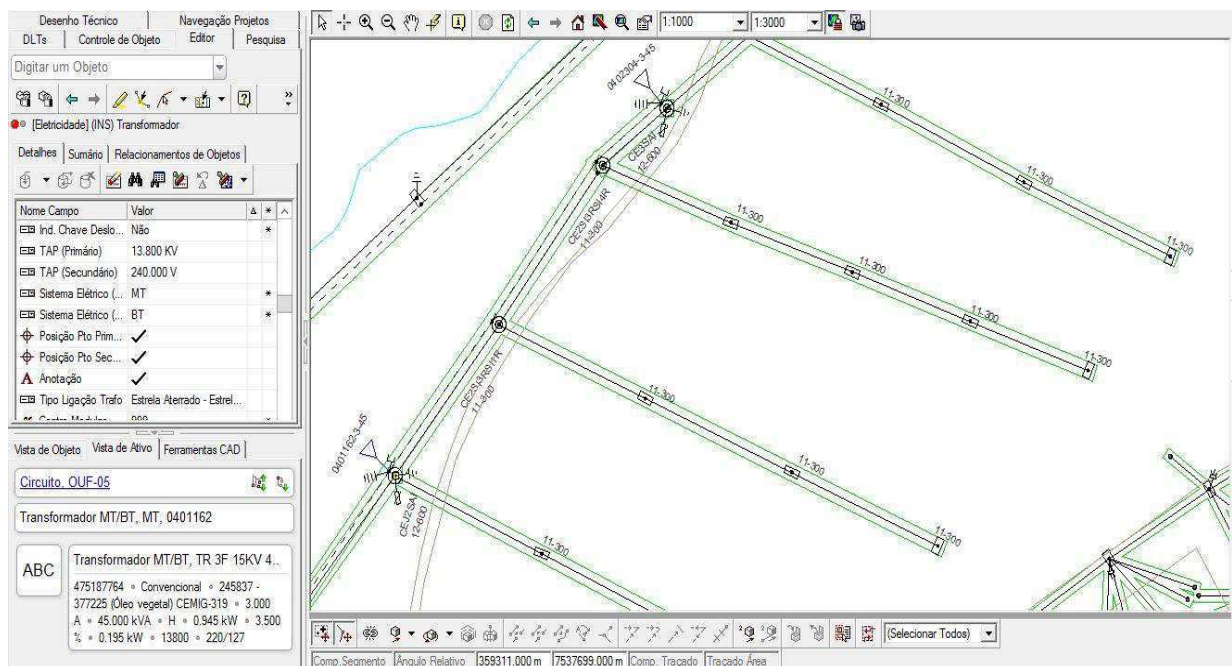 Desenho Técnico
Navegação Projetos
DLTs
Controle de Objeto
Editor
Pesquisa
Digitar um Objeto
[Eletricidade] (INS) Transformador
Detalhes
Sumário
Relacionamentos de Objetos
Nome Campo
Valor
Ind. Chave Deslo... Não
TAP (Primário) 13.800 KV
TAP (Secundário) 240.000 V
Sistema Elétrico (... MT
Sistema Elétrico (... BT
Posição Pto Prim...
Posição Pto Sec...
Anotação
Tipo Ligação Trafo Estrela Aterrado - Estrel...
Vista de Objeto
Vista de Ativo
Ferramentas CAD
Circuito, OUF-05
Transformador MT/BT, MT, 0401162
ABC
Transformador MT/BT, TR 3F 15KV 4..
475187764 ∘ Convencional ∘ 245837 -
377225 (Óleo vegetal) CEMIG-319 ∘ 3.000
A ∘ 45.000 kVA ∘ H ∘ 0.945 kW ∘ 3.500
% ∘ 0.195 kW ∘ 13800 ∘ 220/127
1:1000
1:3000
0402304-3-45
CE3SAI
12-600
11-300
11-300
11-300
CE2SI3RSI4R
11-300
11-300
11-300
11-300
11-300
CE2SI3RSI1R
11-300
11-300
11-300
11-300
0401162-3-45
CEJ2SAI
12-600
11-300
(Selecionar Todos)
Comp.Segmento
Ângulo Relativo
359311.000 m
7537699.000 m
Comp. Traçado
Traçado Área